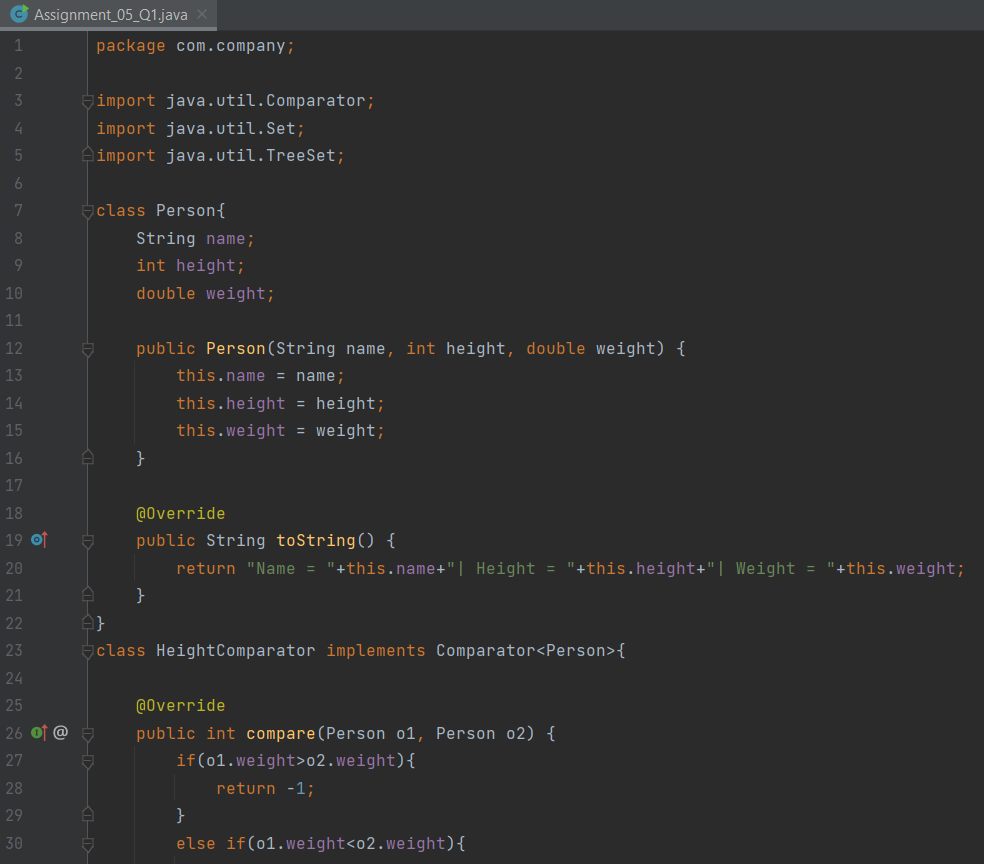 Assignment_05_Q1.java
1 package com.company;
2
3 import java.util.Comparator;
4 import java.util.Set;
5 import java.util.TreeSet;
6
7 class Person{
8     String name;
9     int height;
10     double weight;
11
12     public Person(String name, int height, double weight) {
13         this.name = name;
14         this.height = height;
15         this.weight = weight;
16     }
17
18     @Override
19     public String toString() {
20         return "Name = "+this.name+"| Height = "+this.height+"| Weight = "+this.weight;
21     }
22 }
23 class HeightComparator implements Comparator<Person>{
24
25     @Override
26 @     public int compare(Person o1, Person o2) {
27         if(o1.weight>o2.weight){
28             return -1;
29         }
30         else if(o1.weight<o2.weight){